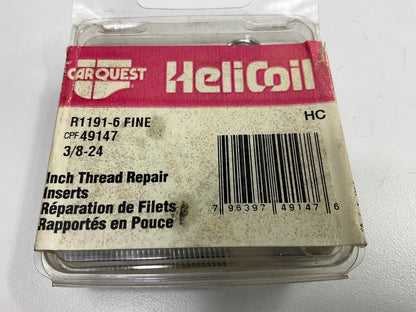 CARQUEST
HeliCoil
R1191-6 FINE
HC
CPF 49147
3/8-24
Inch Thread Repair
Inserts
Réparation de Filets
Rapportés en Pouce
7 96397 49147 6